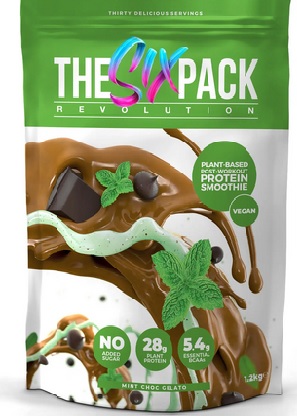 THIRTY DELICIOUS SERVINGS
THE SIX PACK
REVOLUTION
PLANT-BASED
POST-WORKOUT
PROTEIN
SMOOTHIE
VEGAN
NO
ADDED
SUGAR
28g
PLANT
PROTEIN
5.4g
ESSENTIAL
BCAAs
1.2kg
MINT CHOC GILATO